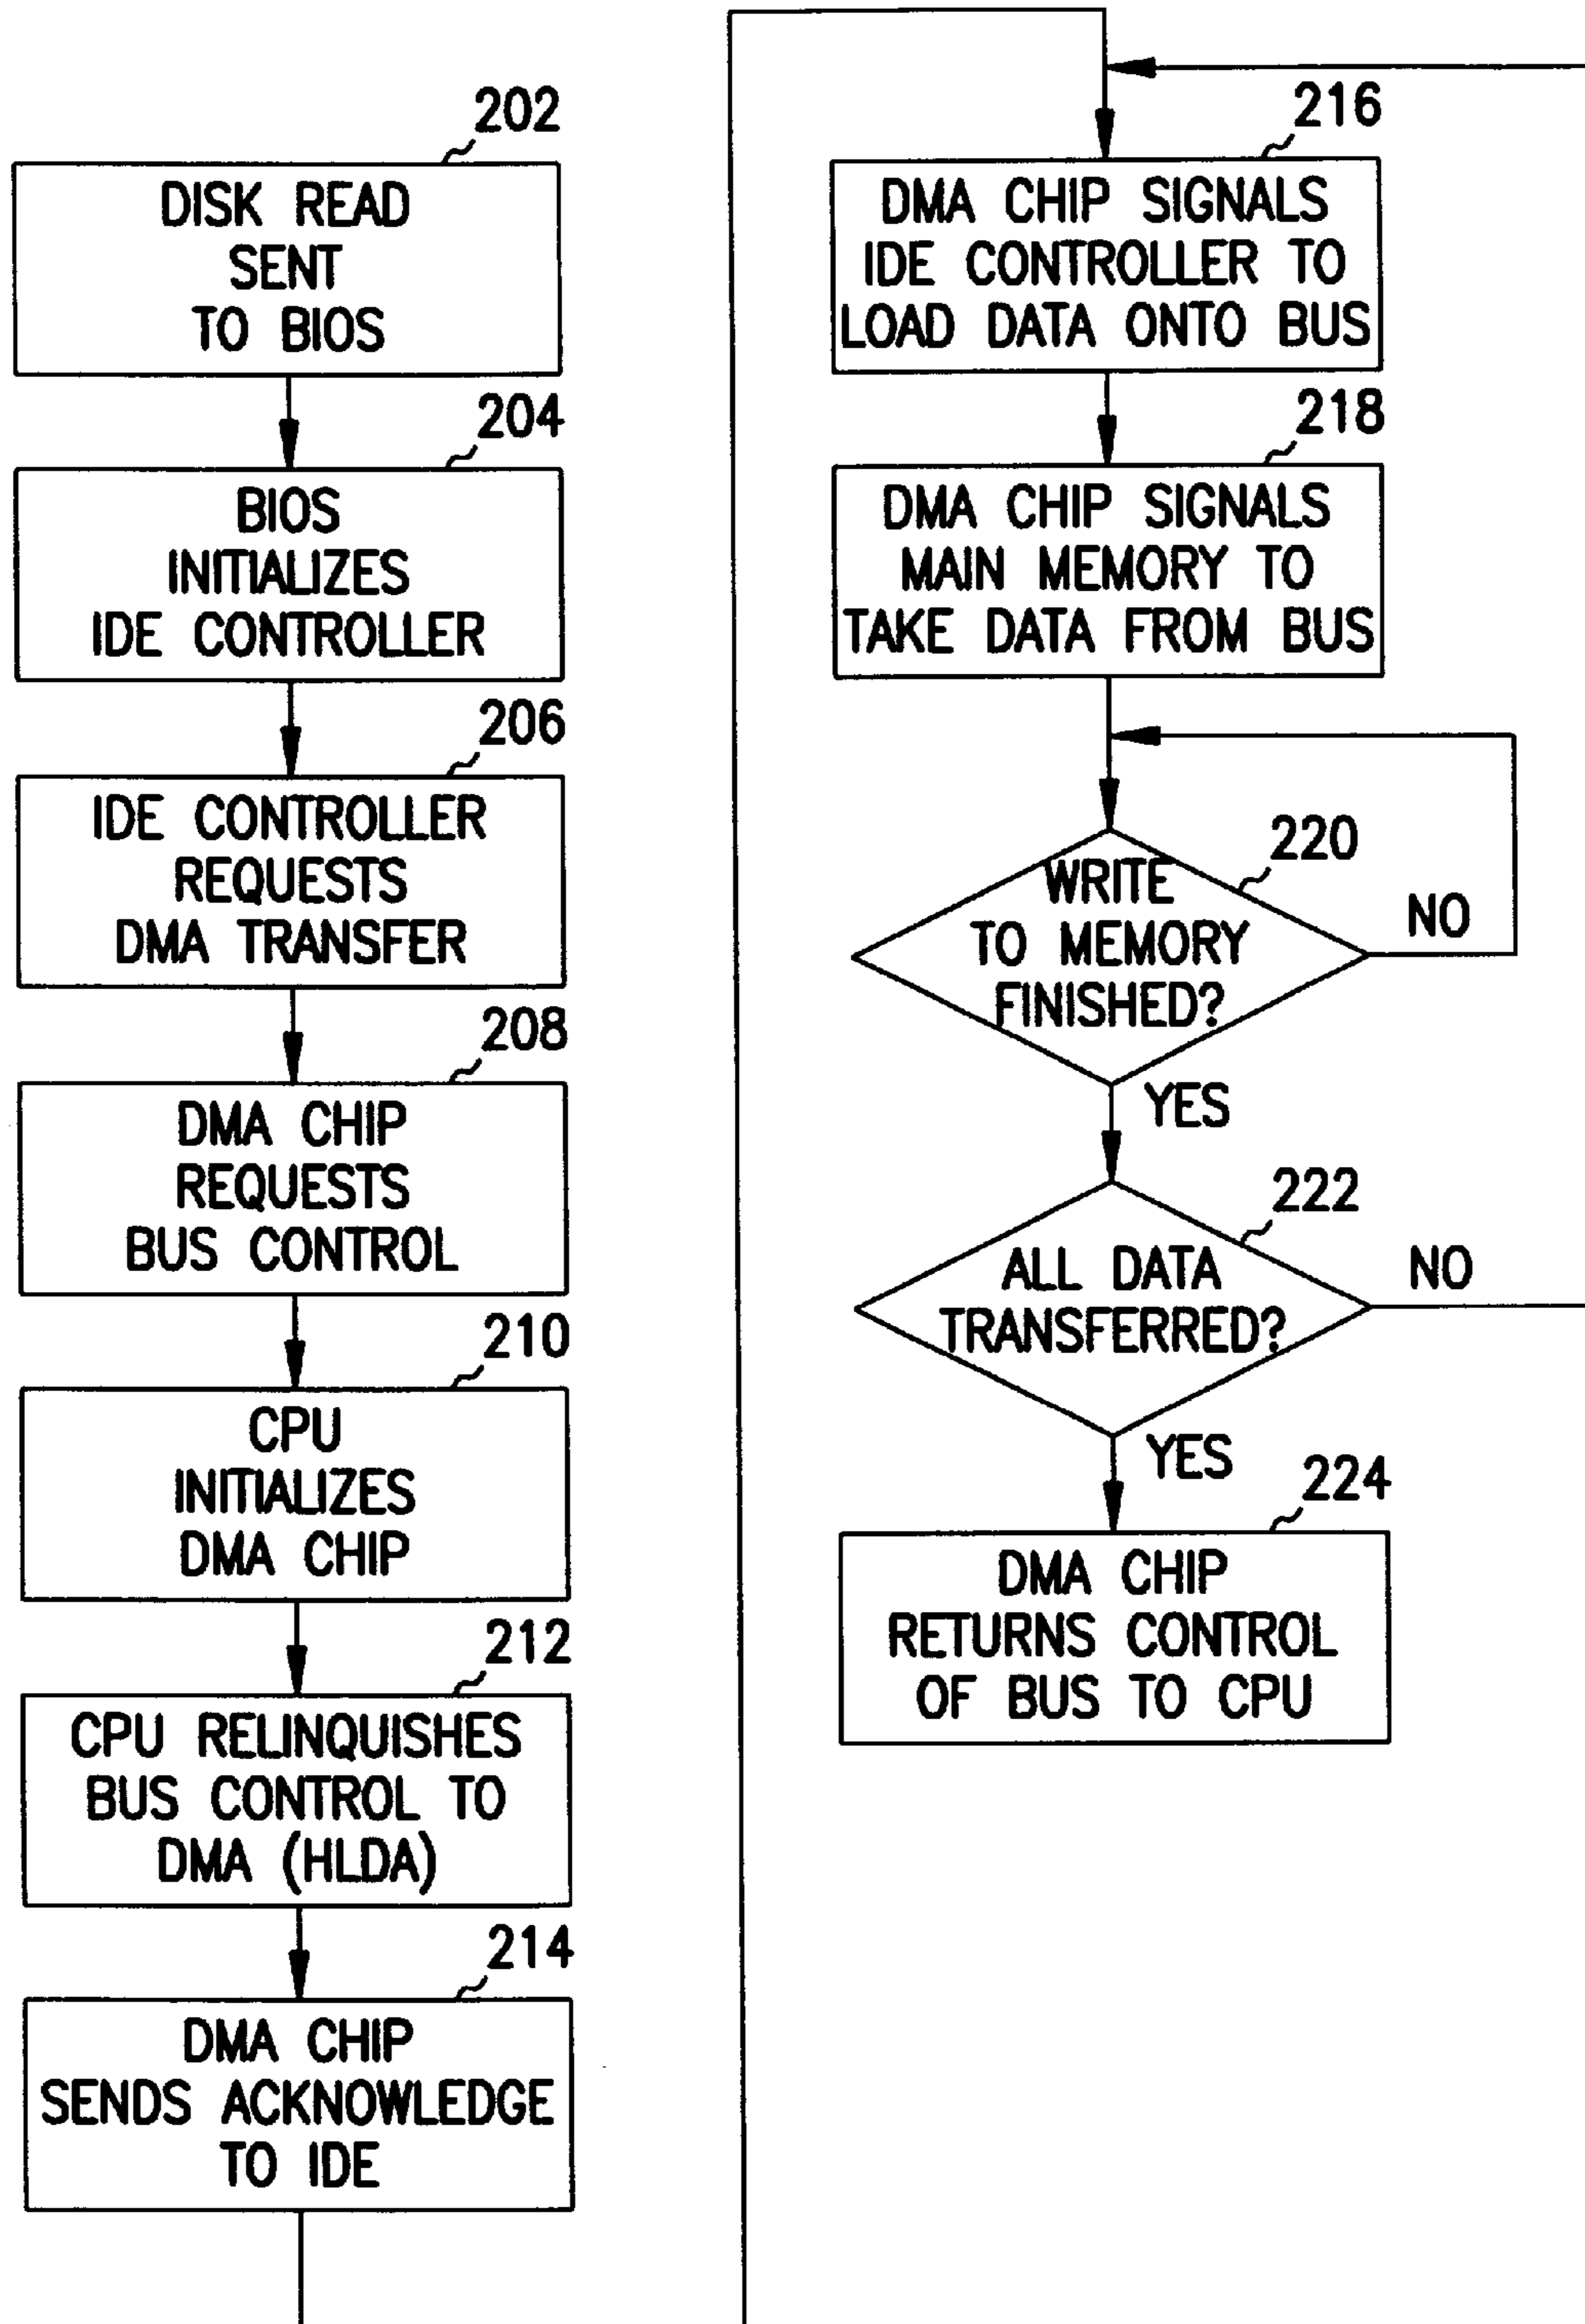 202
DISK READ
SENT
TO BIOS
204
BIOS
INITIALIZES
IDE CONTROLLER
206
IDE CONTROLLER
REQUESTS
DMA TRANSFER
208
DMA CHIP
REQUESTS
BUS CONTROL
210
CPU
INITIALIZES
DMA CHIP
212
CPU RELINQUISHES
BUS CONTROL TO
DMA (HLDA)
214
DMA CHIP
SENDS ACKNOWLEDGE
TO IDE
216
DMA CHIP SIGNALS
IDE CONTROLLER TO
LOAD DATA ONTO BUS
218
DMA CHIP SIGNALS
MAIN MEMORY TO
TAKE DATA FROM BUS
220
WRITE
TO MEMORY
FINISHED?
NO
YES
222
ALL DATA
TRANSFERRED?
NO
YES
224
DMA CHIP
RETURNS CONTROL
OF BUS TO CPU